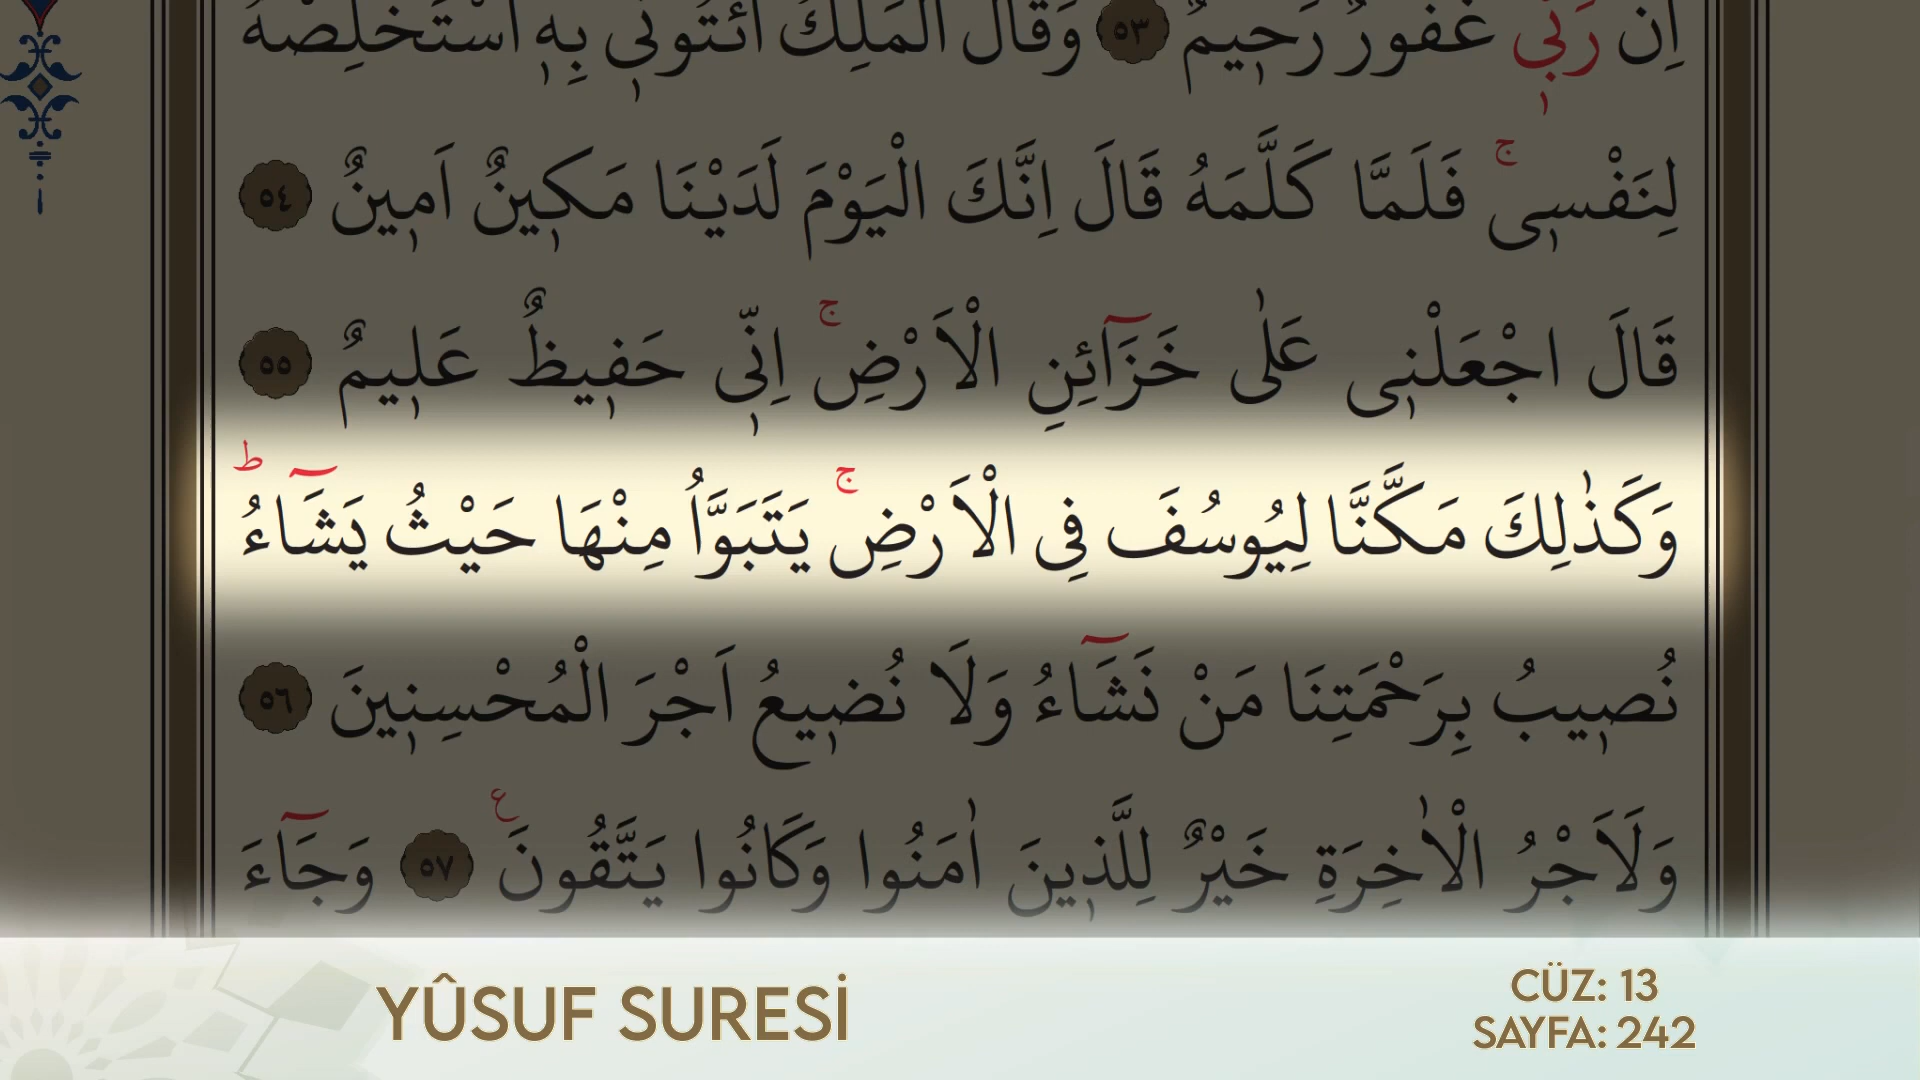 اِنَّ رَبّ۪ي غَفُورٌ رَح۪يمٌ ٥٣ وَقَالَ الْمَلِكُ ائْتُون۪ي بِه۪ٓ اَسْتَخْلِصْهُ
لِنَفْس۪يۚ فَلَمَّا كَلَّمَهُ قَالَ اِنَّكَ الْيَوْمَ لَدَيْنَا مَك۪ينٌ اَم۪ينٌ ٥٤
قَالَ اجْعَلْن۪ي عَلٰى خَزَٓائِنِ الْاَرْضِۚ اِنّ۪ي حَف۪يظٌ عَل۪يمٌ ٥٥
وَكَذٰلِكَ مَكَّنَّا لِيُوسُفَ فِي الْاَرْضِۚ يَتَبَوَّاُ مِنْهَا حَيْثُ يَشَٓاءُؕ
نُص۪يبُ بِرَحْمَتِنَا مَنْ نَشَٓاءُ وَلَا نُض۪يعُ اَجْرَ الْمُحْسِن۪ينَ ٥٦
وَلَاَجْرُ الْاٰخِرَةِ خَيْرٌ لِلَّذ۪ينَ اٰمَنُوا وَكَانُوا يَتَّقُونَ۟ ع ٥٧ وَجَٓاءَ
YÛSUF SURESİ
CÜZ: 13
SAYFA: 242